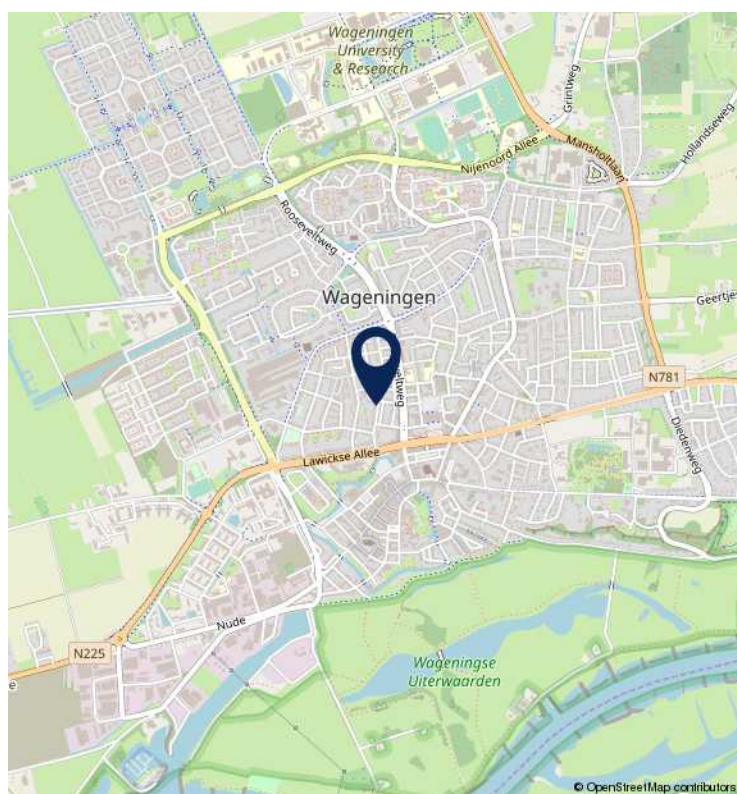 Wageningen
University
& Research
Grintweg
Hollandseweg
Mansholtlaan
Nijenoord Allee
Rooseveltweg
Wageningen
Geertjes
N781
eltweg
Diedenweg
Lawickse Allee
Nude
N225
Wageningse
Uiterwaarden
e
© OpenStreetMap contributors